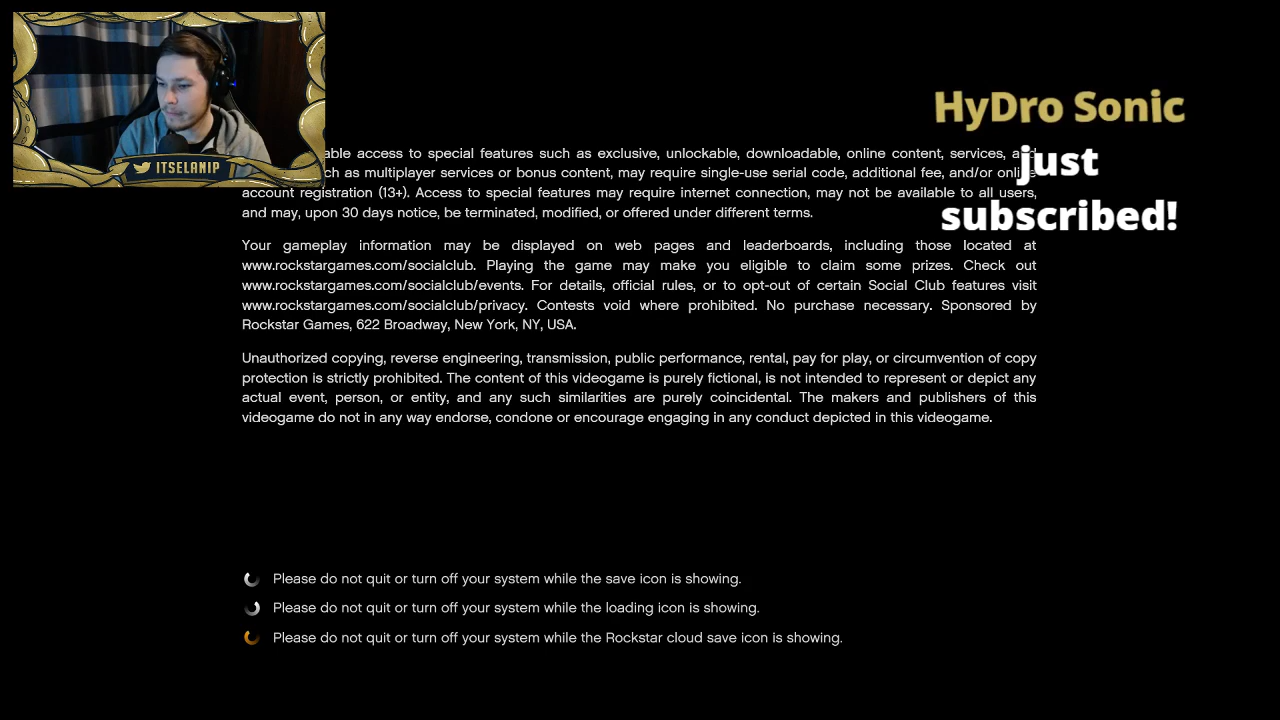 ITSELANIP
HyDro Sonic
just
subscribed!
able access to special features such as exclusive, unlockable, downloadable, online content, services,
as multiplayer services or bonus content, may require single-use serial code, additional fee, and/or online
account registration (13+). Access to special features may require internet connection, may not be available to all users,
and may, upon 30 days notice, be terminated, modified, or offered under different terms.
Your gameplay information may be displayed on web pages and leaderboards, including those located at
www.rockstargames.com/socialclub. Playing the game may make you eligible to claim some prizes. Check out
www.rockstargames.com/socialclub/events. For details, official rules, or to opt-out of certain Social Club features visit
www.rockstargames.com/socialclub/privacy. Contests void where prohibited. No purchase necessary. Sponsored by
Rockstar Games, 622 Broadway, New York, NY, USA.
Unauthorized copying, reverse engineering, transmission, public performance, rental, pay for play, or circumvention of copy
protection is strictly prohibited. The content of this videogame is purely fictional, is not intended to represent or depict any
actual event, person, or entity, and any such similarities are purely coincidental. The makers and publishers of this
videogame do not in any way endorse, condone or encourage engaging in any conduct depicted in this videogame.
Please do not quit or turn off your system while the save icon is showing.
Please do not quit or turn off your system while the loading icon is showing.
Please do not quit or turn off your system while the Rockstar cloud save icon is showing.